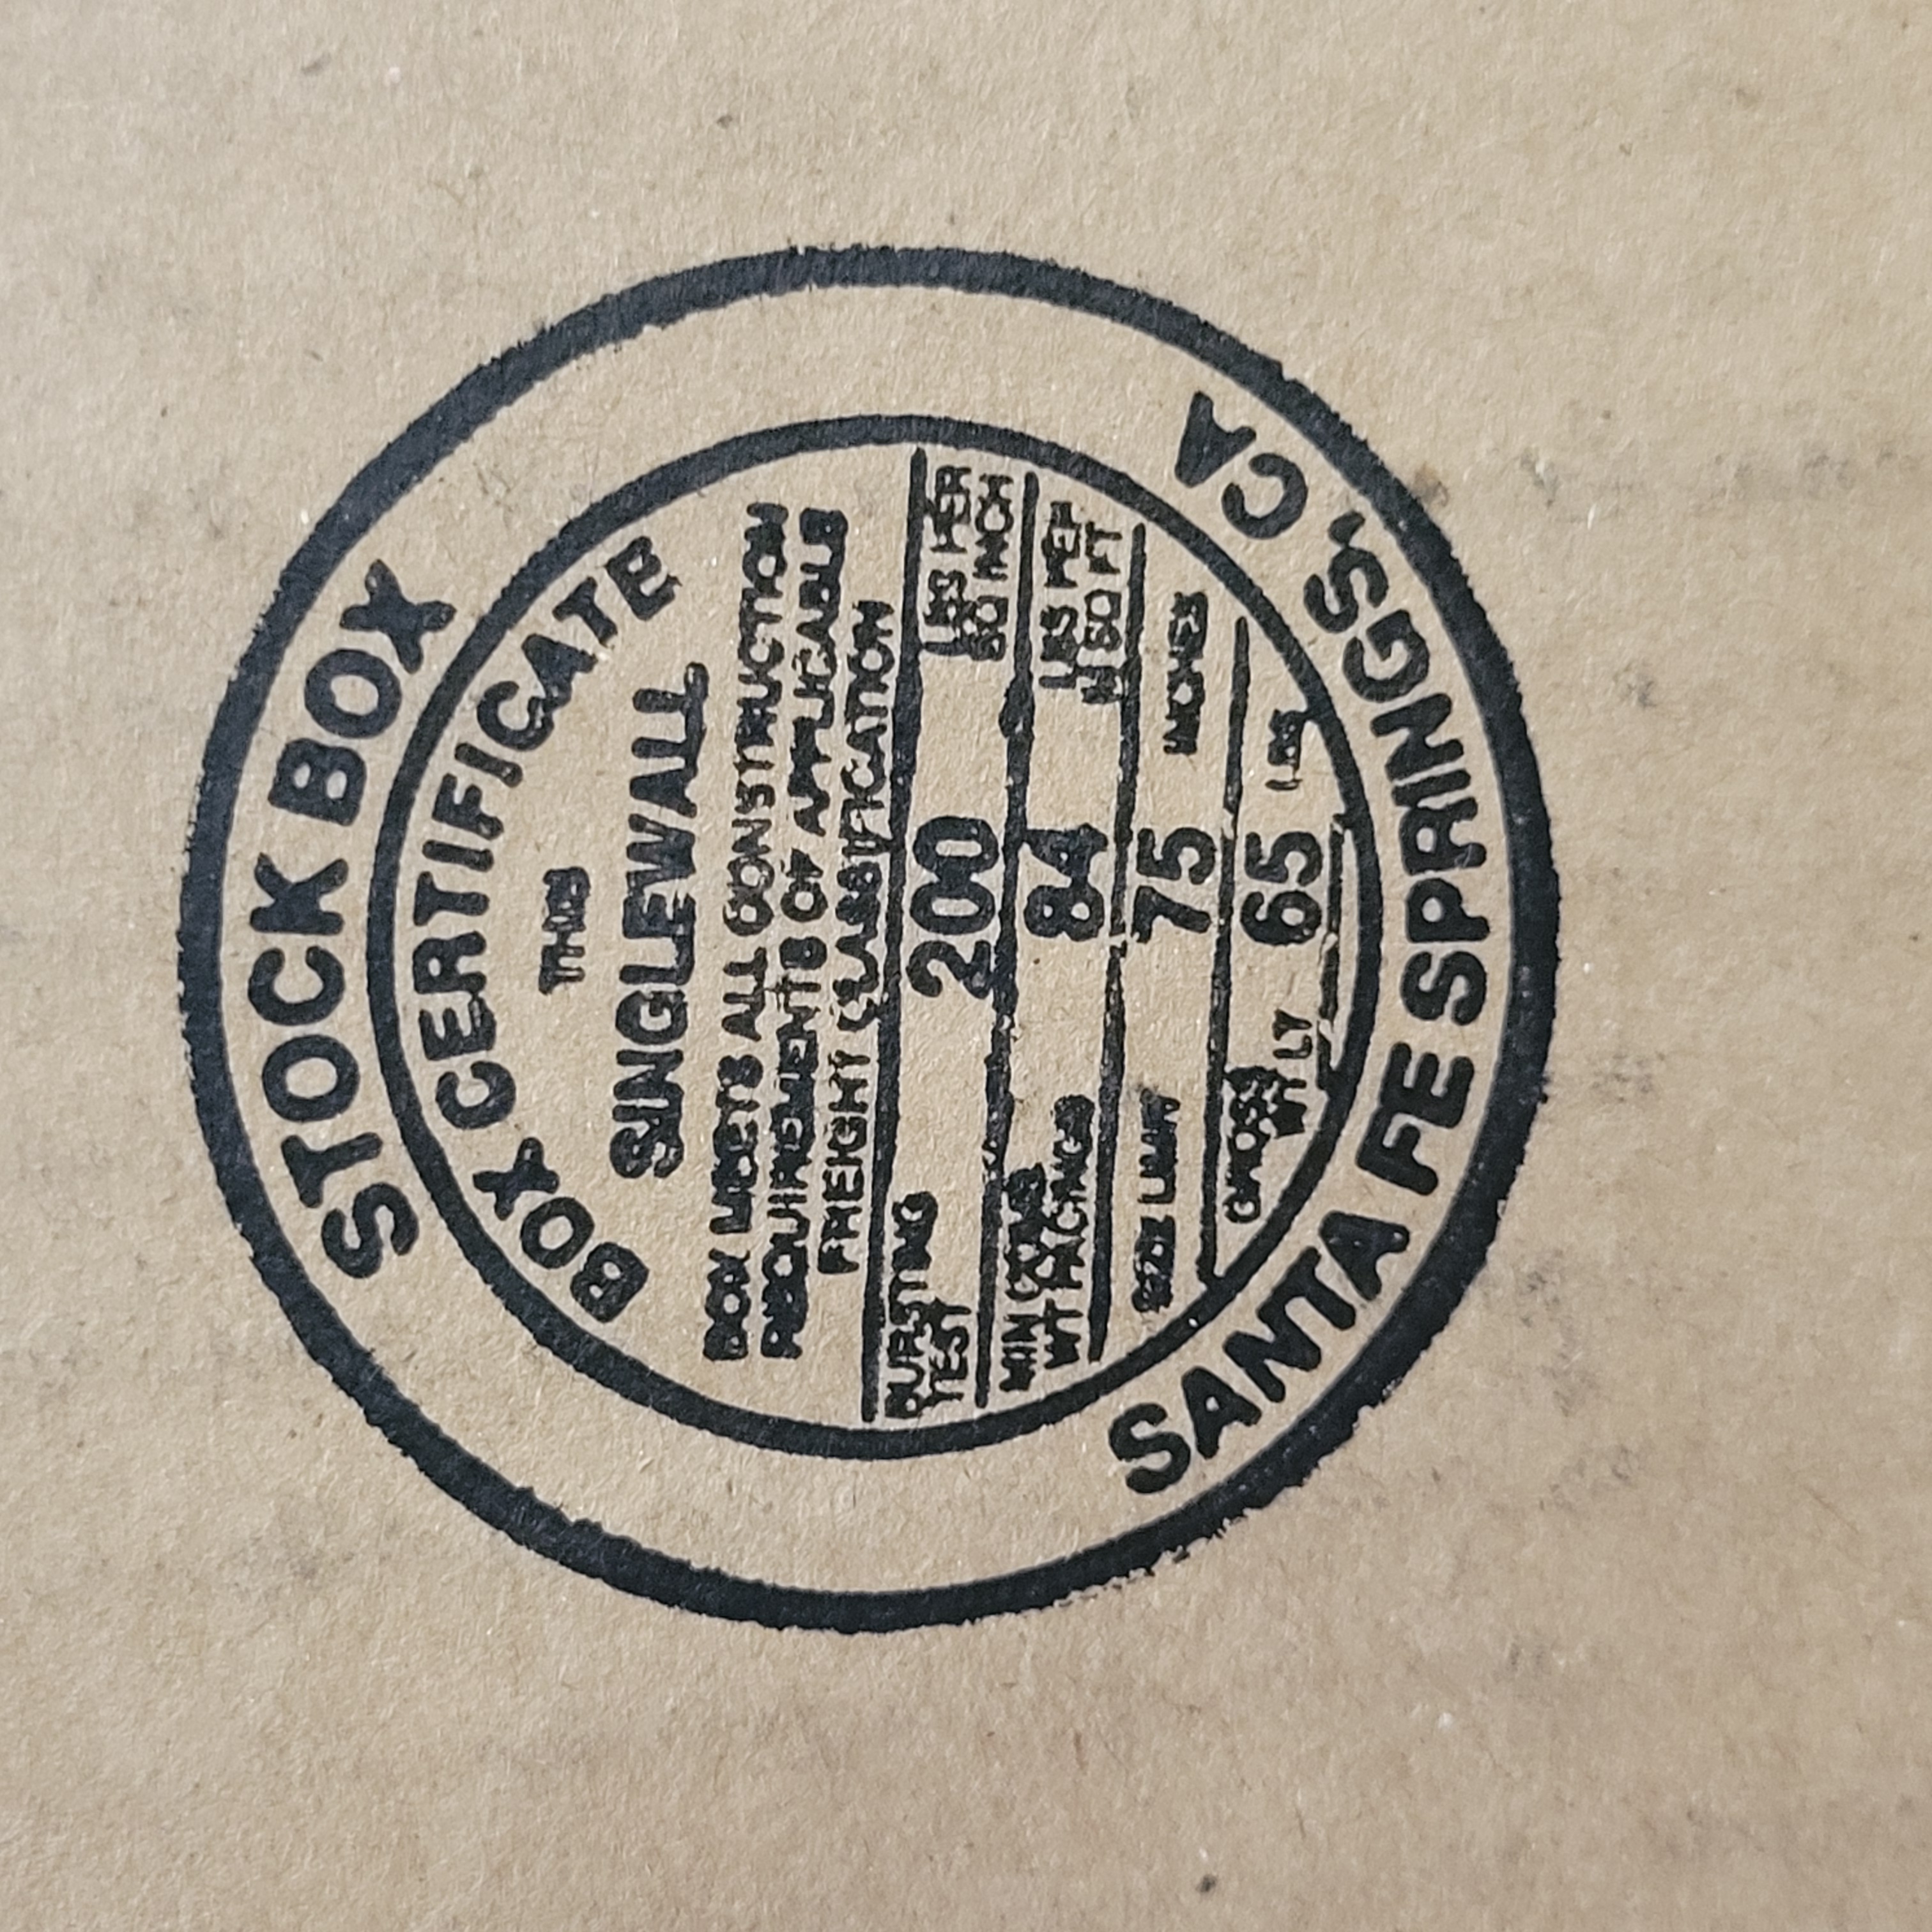 STOCK BOX
BOX CERTIFICATE
THIS
SINGLEWALL
BOX MEETS ALL CONSTRUCTION
REQUIREMENTS OF APPLICABLE
FREIGHT CLASSIFICATION
BURSTING TEST 200 LBS PER SQ INCH
MIN COMB WT FACINGS 84 LBS PER M SQ FT
SIZE LIMIT 75 INCHES
GROSS WT LT 65 LBS
SANTA FE SPRINGS, CA